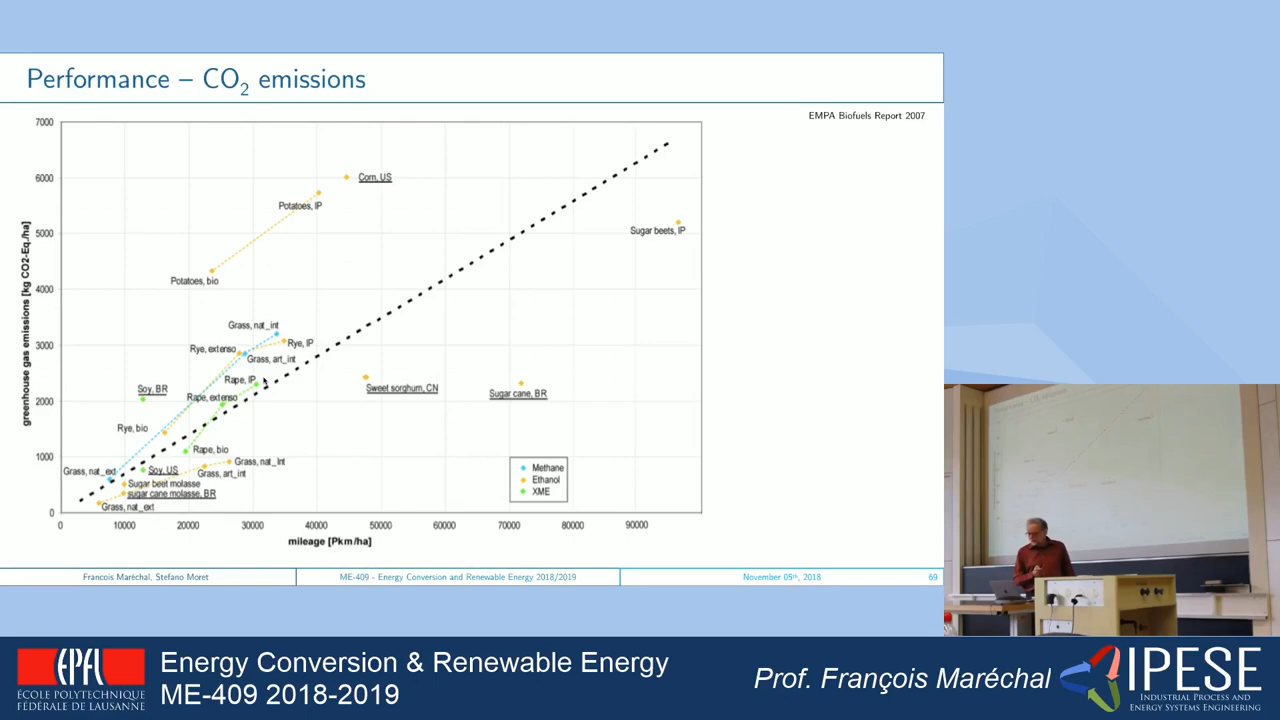 Performance – CO2 emissions
EMPA Biofuels Report 2007
7000
6000
5000
4000
3000
2000
1000
0
greenhouse gas emissions [kg CO2-Eq./ha]
Corn, US
Potatoes, IP
Sugar beets, IP
Potatoes, bio
Grass, nat_int
Rye, IP
Rye, extenso
Grass, art_int
Rape, IP
Soy, BR
Sweet sorghum, CN
Sugar cane, BR
Rape, extenso
Rye, bio
Rape, bio
Grass, nat_Int
Grass, nat_ext
Soy, US
Grass, art_int
Sugar beet molasse
sugar cane molasse, BR
Grass, nat_ext
Methane
Ethanol
XME
0 10000 20000 30000 40000 50000 60000 70000 80000 90000
mileage [Pkm/ha]
Francois Maréchal, Stefano Moret
ME-409 - Energy Conversion and Renewable Energy 2018/2019
November 05th, 2018
69
EPFL
ÉCOLE POLYTECHNIQUE
FÉDÉRALE DE LAUSANNE
Energy Conversion & Renewable Energy
ME-409 2018-2019
Prof. François Maréchal
IPESE
INDUSTRIAL PROCESS AND
ENERGY SYSTEMS ENGINEERING